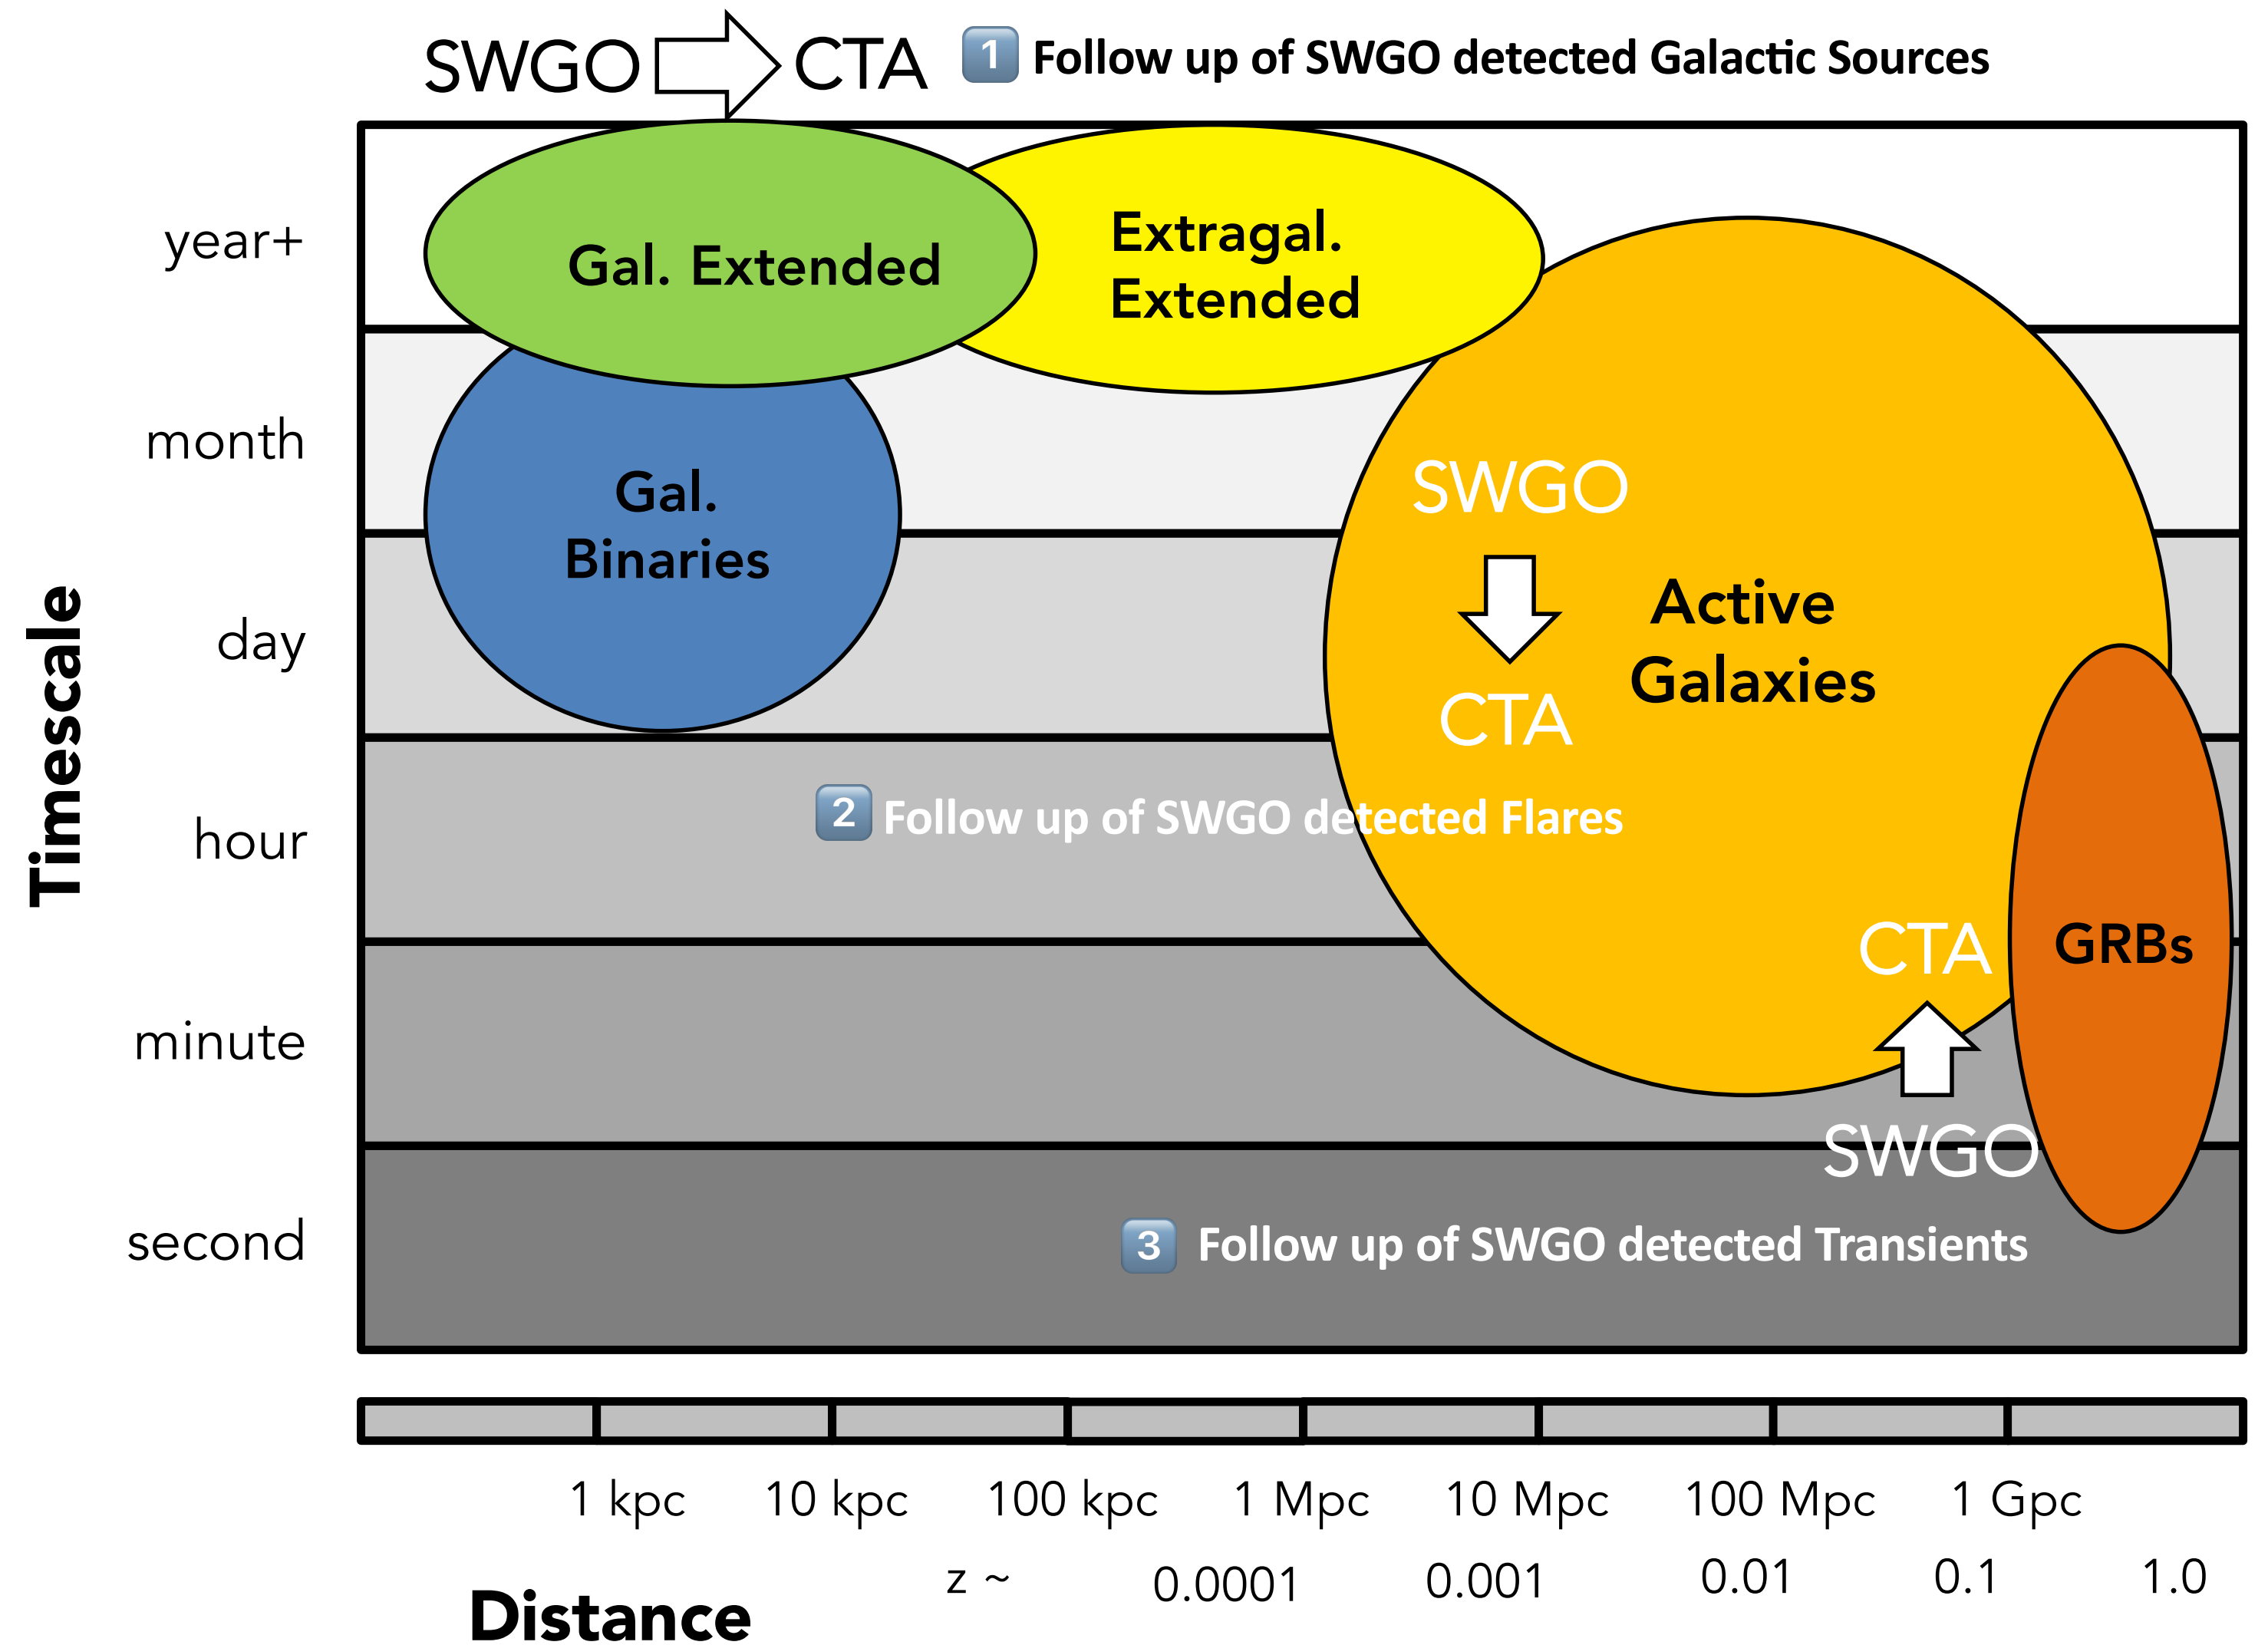 SWGO CTA 1 Follow up of SWGO detected Galactic Sources
year+
Gal. Extended
Extragal.
Extended
month
Gal.
Binaries
SWGO
CTA
Active
Galaxies
day
Timescale
hour
2 Follow up of SWGO detected Flares
CTA
GRBs
minute
SWGO
second
3 Follow up of SWGO detected Transients
1 kpc 10 kpc 100 kpc 1 Mpc 10 Mpc 100 Mpc 1 Gpc
z ~ 0.0001 0.001 0.01 0.1 1.0
Distance